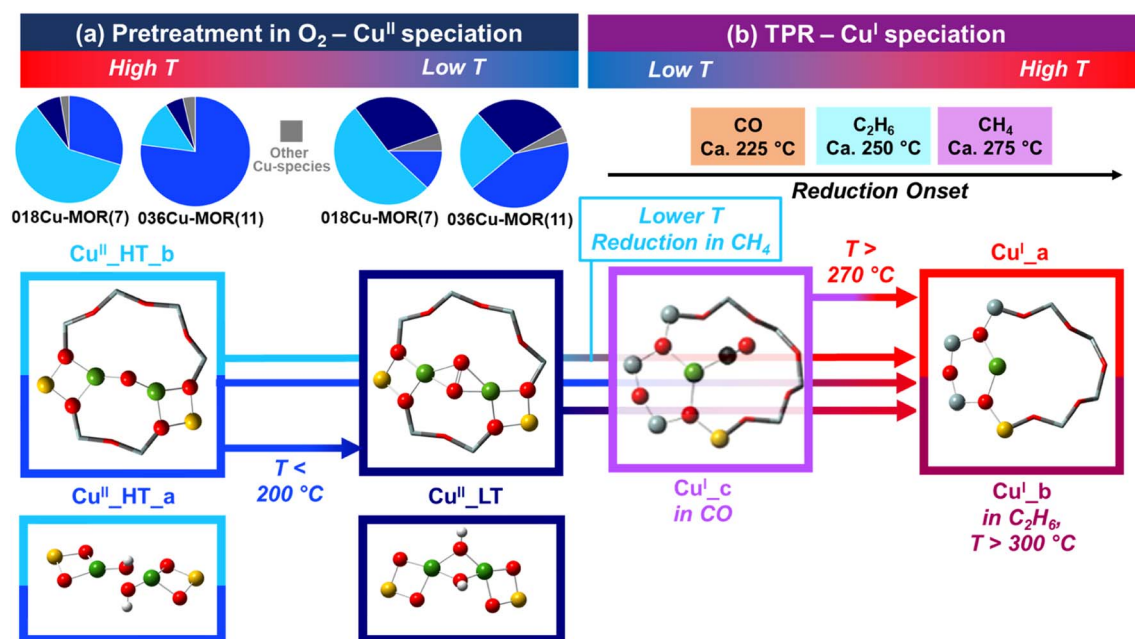 (a) Pretreatment in O₂ – Cuᴵᴵ speciation
High T
Low T
Other
Cu-species
018Cu-MOR(7)
036Cu-MOR(11)
018Cu-MOR(7)
036Cu-MOR(11)
(b) TPR – Cuᴵ speciation
Low T
High T
CO
Ca. 225 °C
C₂H₆
Ca. 250 °C
CH₄
Ca. 275 °C
Reduction Onset
Lower T
Reduction in CH₄
Cuᴵᴵ_HT_b
T >
270 °C
Cuᴵ_a
T <
200 °C
Cuᴵᴵ_HT_a
Cuᴵᴵ_LT
Cuᴵ_c
in CO
Cuᴵ_b
in C₂H₆,
T > 300 °C